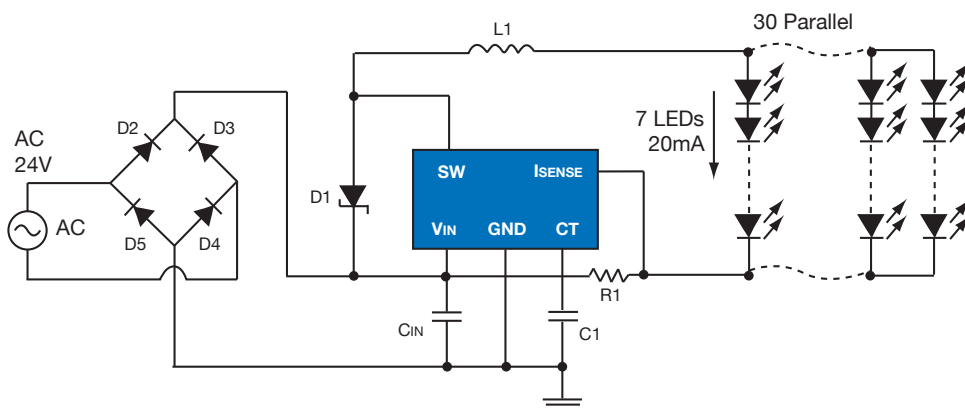 30 Parallel
L1
D2
D3
AC
24V
7 LEDs
20mA
SW
ISENSE
D1
AC
VIN
GND
CT
D5
D4
R1
CIN
C1